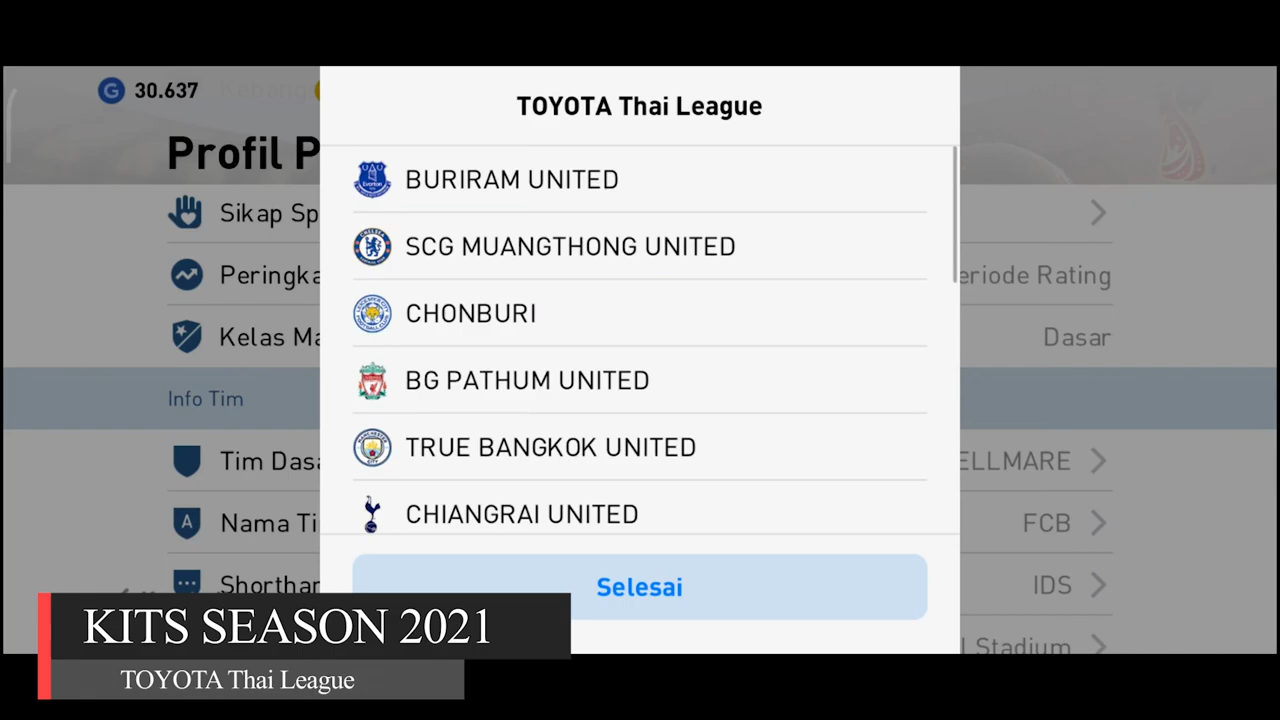 30.637
TOYOTA Thai League
Profil P
BURIRAM UNITED
Sikap Sp
SCG MUANGTHONG UNITED
Peringka
eriode Rating
CHONBURI
Kelas Ma
Dasar
BG PATHUM UNITED
Info Tim
TRUE BANGKOK UNITED
Tim Dasa
ELLMARE
CHIANGRAI UNITED
Nama Ti
FCB
Selesai
Shorthan
IDS
KITS SEASON 2021
l Stadium
TOYOTA Thai League